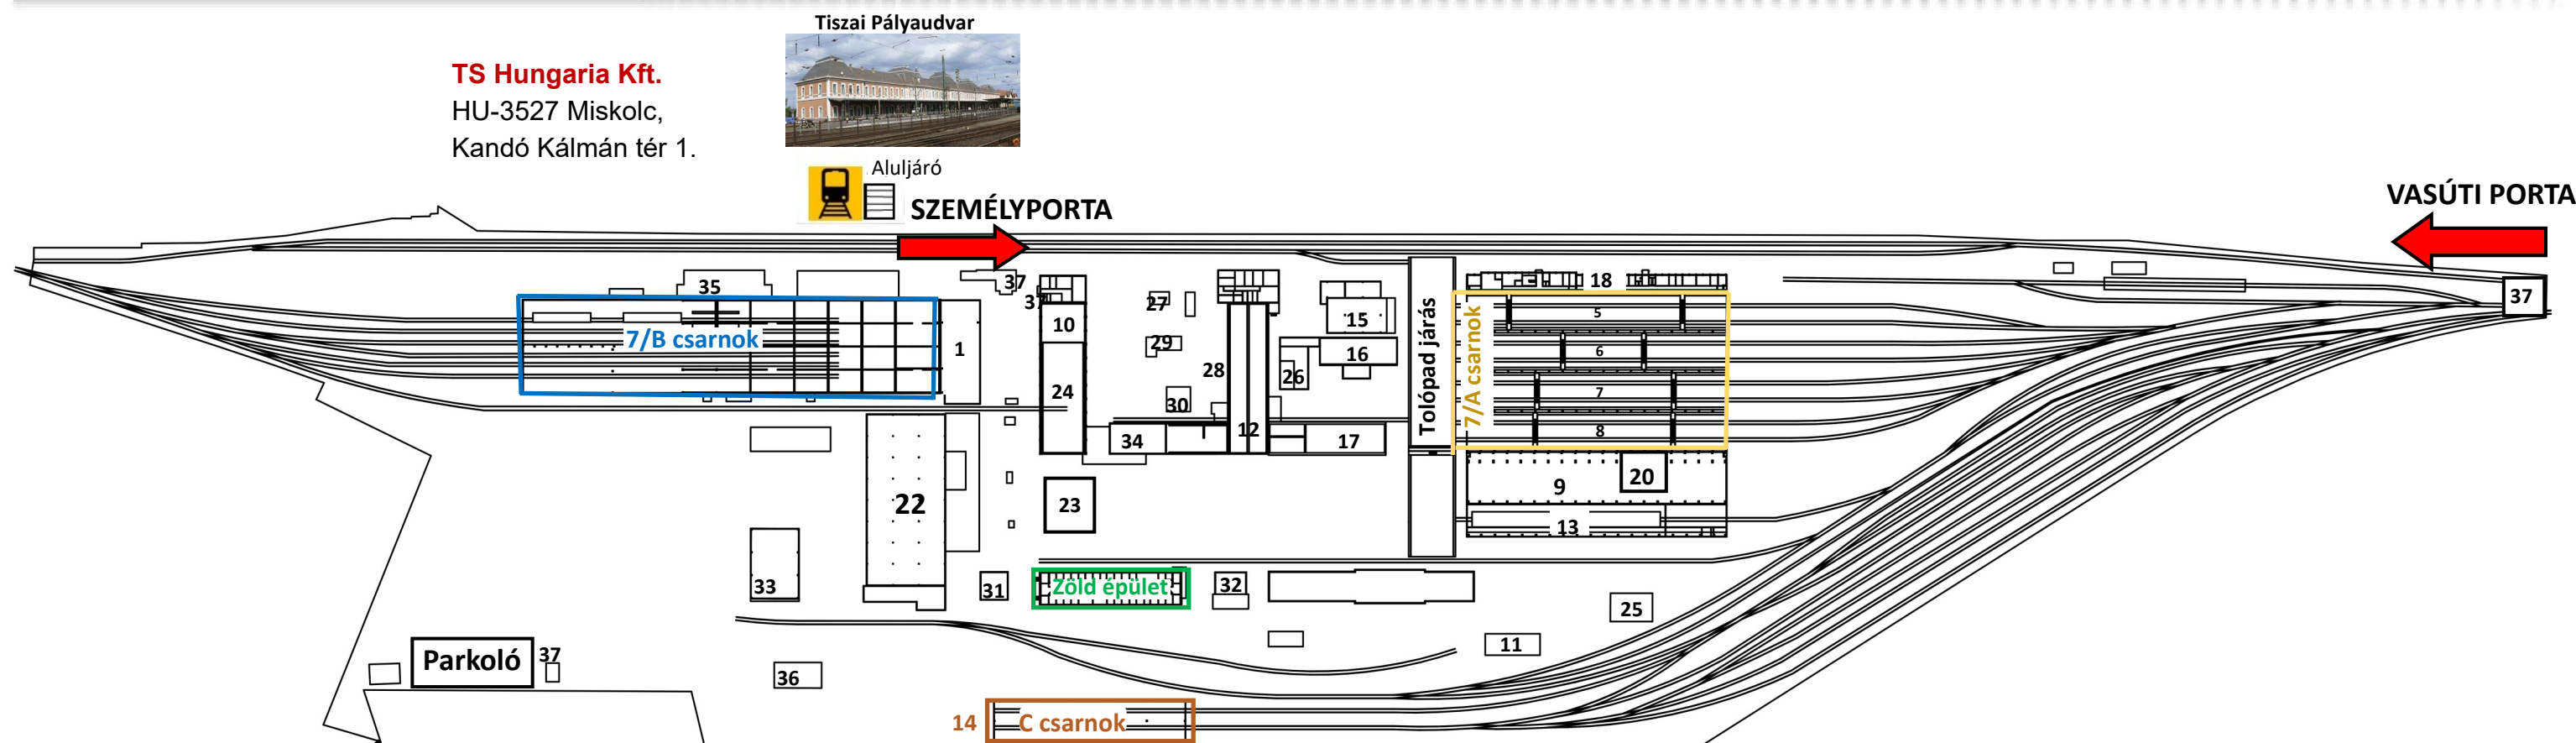 Tiszai Pályaudvar
TS Hungaria Kft.
HU-3527 Miskolc,
Kandó Kálmán tér 1.
Aluljáró
SZEMÉLYPORTA
VASÚTI PORTA
35
37
37
27
18
37
7/B csarnok
1
10
29
28
15
16
26
Tolópad járás
7/A csarnok
5
6
7
8
24
30
34
12
17
22
23
9
20
13
33
31
Zöld épület
32
25
11
Parkoló
37
36
14
C csarnok